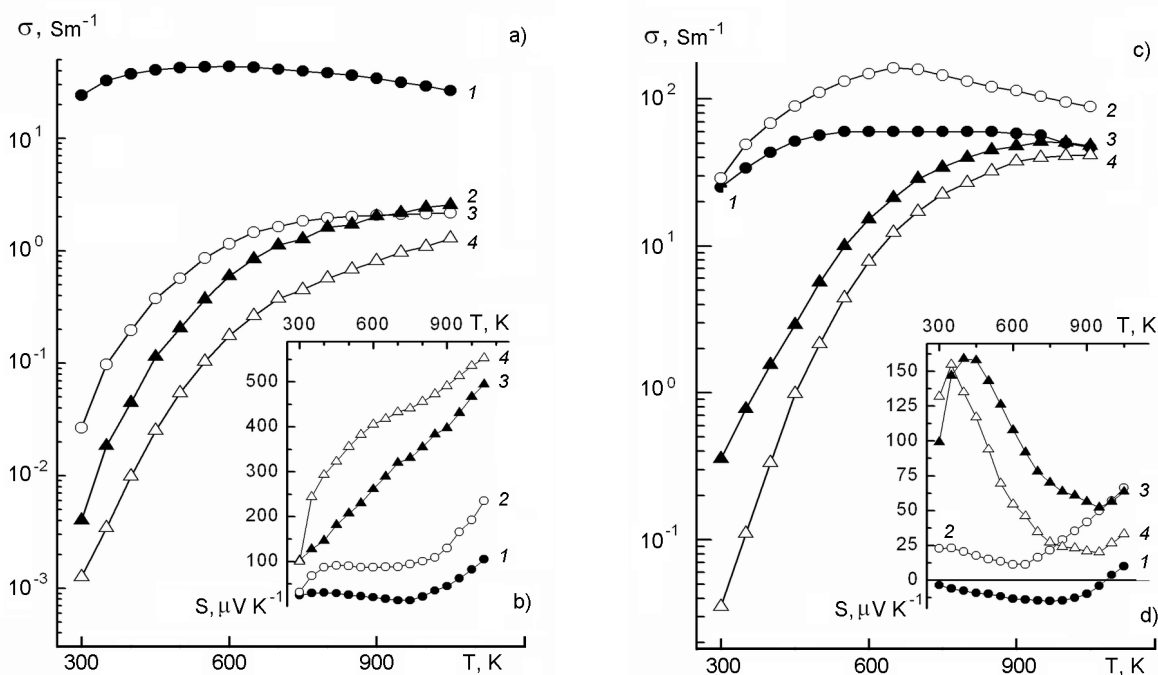 σ, Sm⁻¹
a)
10¹
10⁰
10⁻¹
10⁻²
10⁻³
1
2
3
4
300 600 900 T, K
300 600 900
T, K
500
400
300
200
100
S, μV K⁻¹
4
3
2
1
b)
σ, Sm⁻¹
c)
10²
10¹
10⁰
10⁻¹
2
3
4
1
300 600 900 T, K
300 600 900
T, K
150
125
100
75
50
25
0
S, μV K⁻¹
2
3
4
1
d)